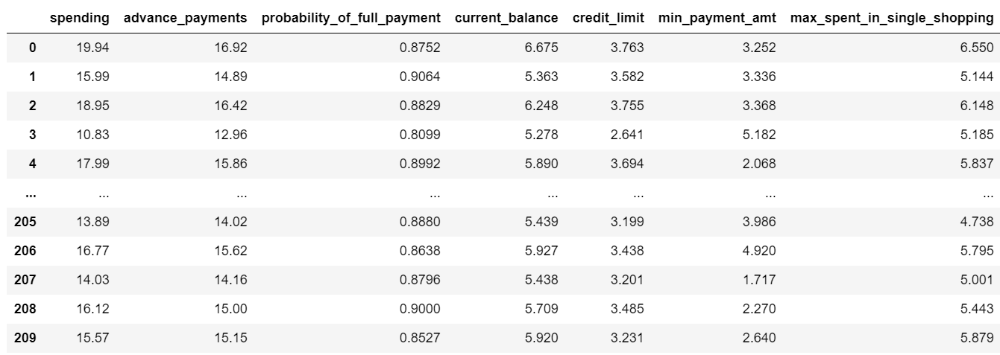 spending advance_payments probability_of_full_payment current_balance credit_limit min_payment_amt max_spent_in_single_shopping
0 19.94 16.92 0.8752 6.675 3.763 3.252 6.550
1 15.99 14.89 0.9064 5.363 3.582 3.336 5.144
2 18.95 16.42 0.8829 6.248 3.755 3.368 6.148
3 10.83 12.96 0.8099 5.278 2.641 5.182 5.185
4 17.99 15.86 0.8992 5.890 3.694 2.068 5.837
... ... ... ... ... ... ... ...
205 13.89 14.02 0.8880 5.439 3.199 3.986 4.738
206 16.77 15.62 0.8638 5.927 3.438 4.920 5.795
207 14.03 14.16 0.8796 5.438 3.201 1.717 5.001
208 16.12 15.00 0.9000 5.709 3.485 2.270 5.443
209 15.57 15.15 0.8527 5.920 3.231 2.640 5.879